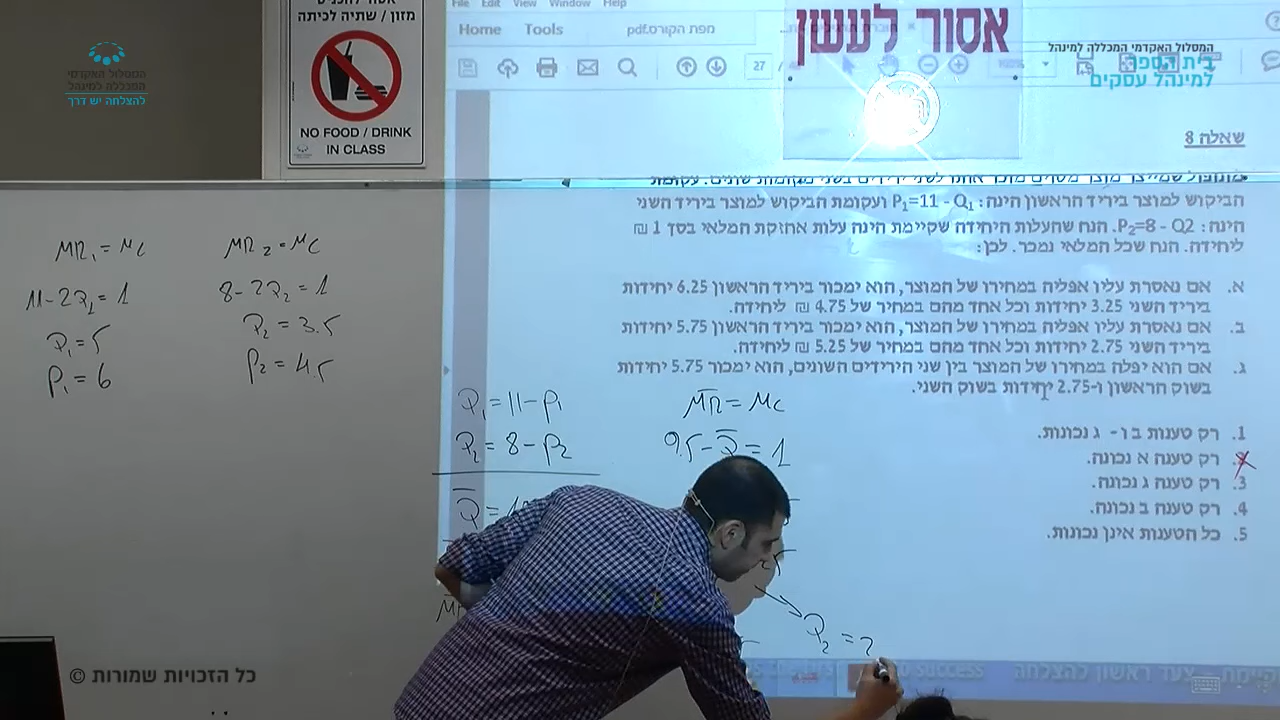 מזון / שתיה לכיתה
NO FOOD / DRINK
IN CLASS
להצלחה יש דרך
File Edit View Window Help
Home Tools מפת הקורס.pdf
27
אסור לעשן
המסלול האקדמי המכללה למינהל
בית הספר
למינהל עסקים
שאלה 8
הביקוש למוצר ביריד הראשון הינה: P1=11 - Q1 ועקומת הביקוש למוצר ביריד השני
הינה: P2=8 - Q2. הנח שהעלות היחידה שקיימת הינה עלות אחזקת המלאי בסך 1 ₪
ליחידה. הנח שכל המלאי נמכר. לכן:
א. אם נאסרת עליו אפליה במחירו של המוצר, הוא ימכור ביריד הראשון 6.25 יחידות
ביריד השני 3.25 יחידות וכל אחד מהם במחיר של 4.75 ₪ ליחידה.
ב. אם נאסרת עליו אפליה במחירו של המוצר, הוא ימכור ביריד הראשון 5.75 יחידות
ביריד השני 2.75 יחידות וכל אחד מהם במחיר של 5.25 ₪ ליחידה.
ג. אם הוא יפלה במחירו של המוצר בין שני הירידים השונים, הוא ימכור 5.75 יחידות
בשוק הראשון ו-2.75 יחידות בשוק השני.
1. רק טענות ב ו- ג נכונות.
רק טענה א נכונה.
3. רק טענה ג נכונה.
4. רק טענה ב נכונה.
5. כל הטענות אינן נכונות.
MR1 = MC
11 - 2Q1 = 1
Q1 = 5
P1 = 6
MR2 = MC
8 - 2Q2 = 1
Q2 = 3.5
P2 = 4.5
Q1 = 11 - P1
Q2 = 8 - P2
Q̄ =
MR̄ = MC
9.5 - Q̄ = 1
Q2 = 2
צעד ראשון להצלחה
כל הזכויות שמורות ©